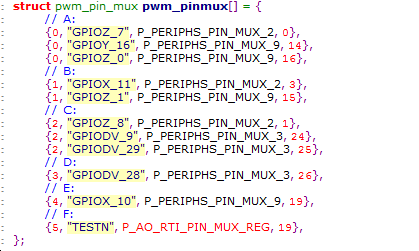 struct pwm_pin_mux pwm_pinmux[] = {
// A:
{0, "GPIOZ_7", P_PERIPHS_PIN_MUX_2, 0},
{0, "GPIOY_16", P_PERIPHS_PIN_MUX_9, 14},
{0, "GPIOZ_0", P_PERIPHS_PIN_MUX_9, 16},
// B:
{1, "GPIOX_11", P_PERIPHS_PIN_MUX_2, 3},
{1, "GPIOZ_1", P_PERIPHS_PIN_MUX_9, 15},
// C:
{2, "GPIOZ_8", P_PERIPHS_PIN_MUX_2, 1},
{2, "GPIODV_9", P_PERIPHS_PIN_MUX_3, 24},
{2, "GPIODV_29", P_PERIPHS_PIN_MUX_3, 25},
// D:
{3, "GPIODV_28", P_PERIPHS_PIN_MUX_3, 26},
// E:
{4, "GPIOX_10", P_PERIPHS_PIN_MUX_9, 19},
// F:
{5, "TESTN", P_AO_RTI_PIN_MUX_REG, 19},
};